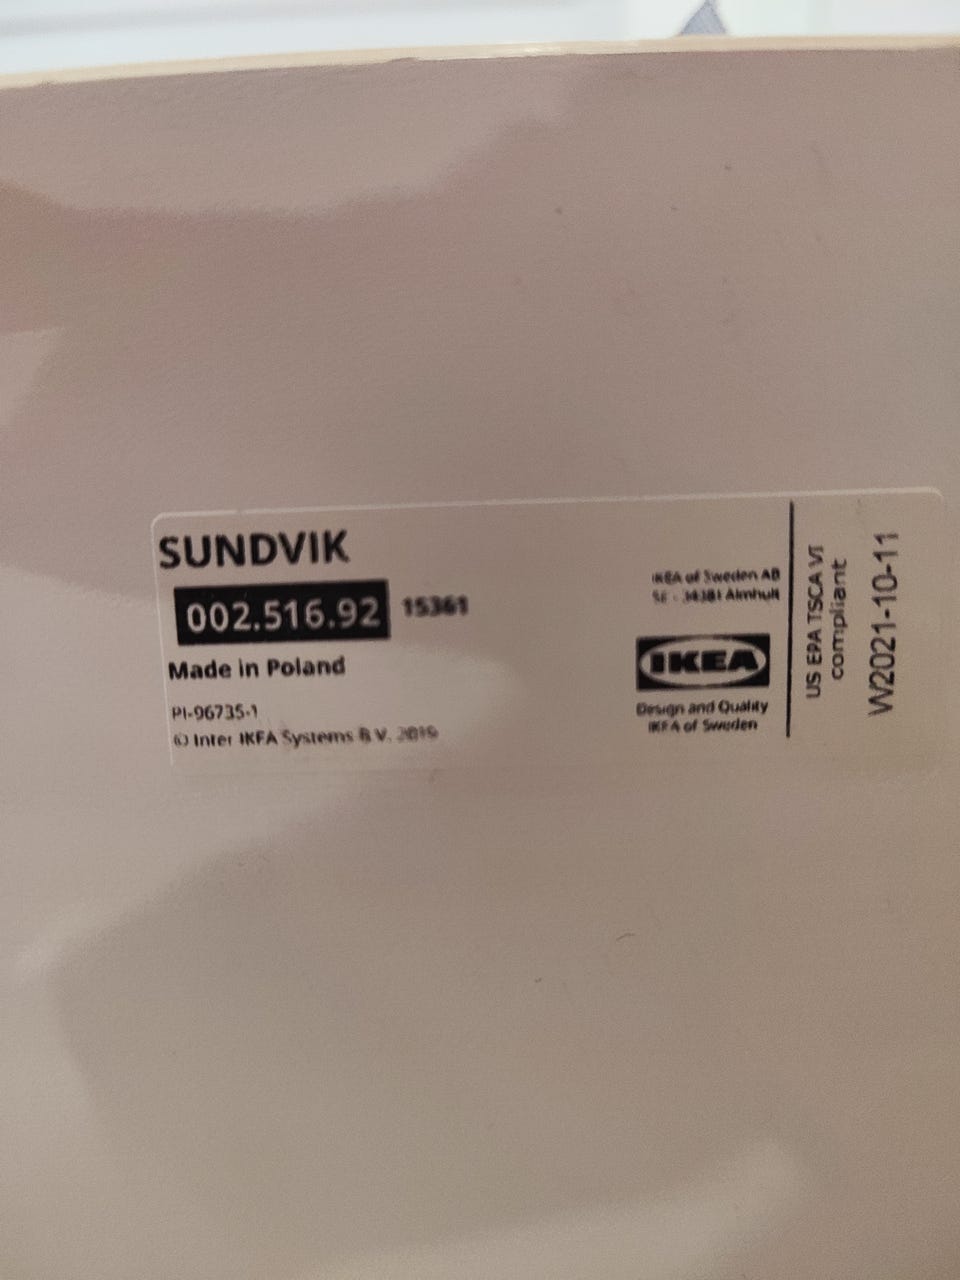 SUNDVIK
002.516.92 15361
Made in Poland
PI-96735-1
© Inter IKEA Systems B.V. 2019
IKEA of Sweden AB
SE - 34381 Älmhult
IKEA
Design and Quality
IKEA of Sweden
US EPA TSCA VI
compliant
W2021-10-11